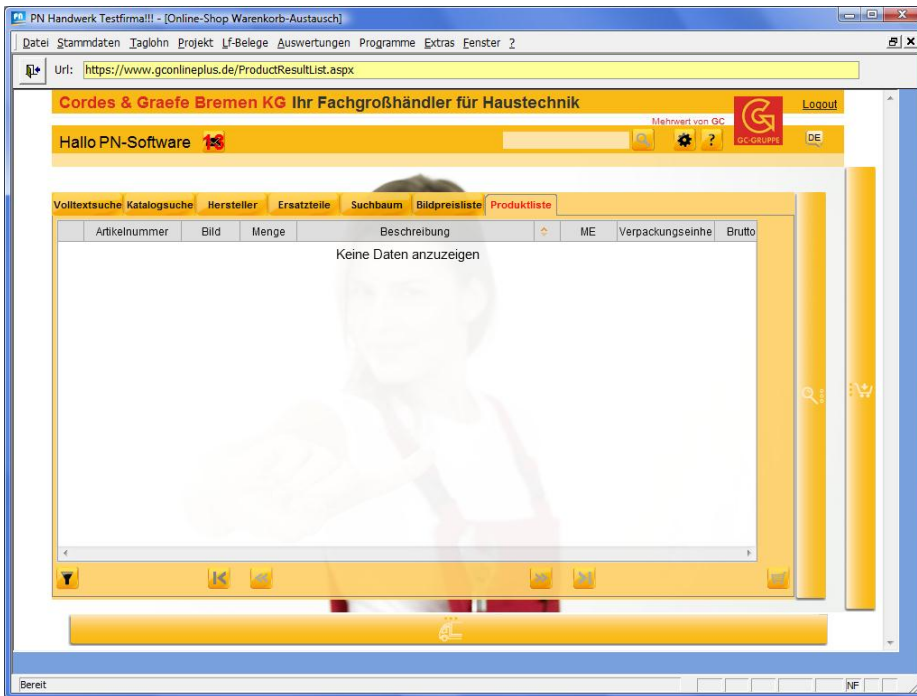 PN Handwerk Testfirma!!! - [Online-Shop Warenkorb-Austausch]
Datei Stammdaten Taglohn Projekt Lf-Belege Auswertungen Programme Extras Fenster ?
Url: https://www.gconlineplus.de/ProductResultList.aspx
Cordes & Graefe Bremen KG Ihr Fachgroßhändler für Haustechnik
Logout
Mehrwert von GC
GC-GRUPPE
Hallo PN-Software
?
DE
Volltextsuche Katalogsuche Hersteller Ersatzteile Suchbaum Bildpreisliste Produktliste
Artikelnummer Bild Menge Beschreibung ME Verpackungseinhe Brutto
Keine Daten anzuzeigen
Bereit
NF